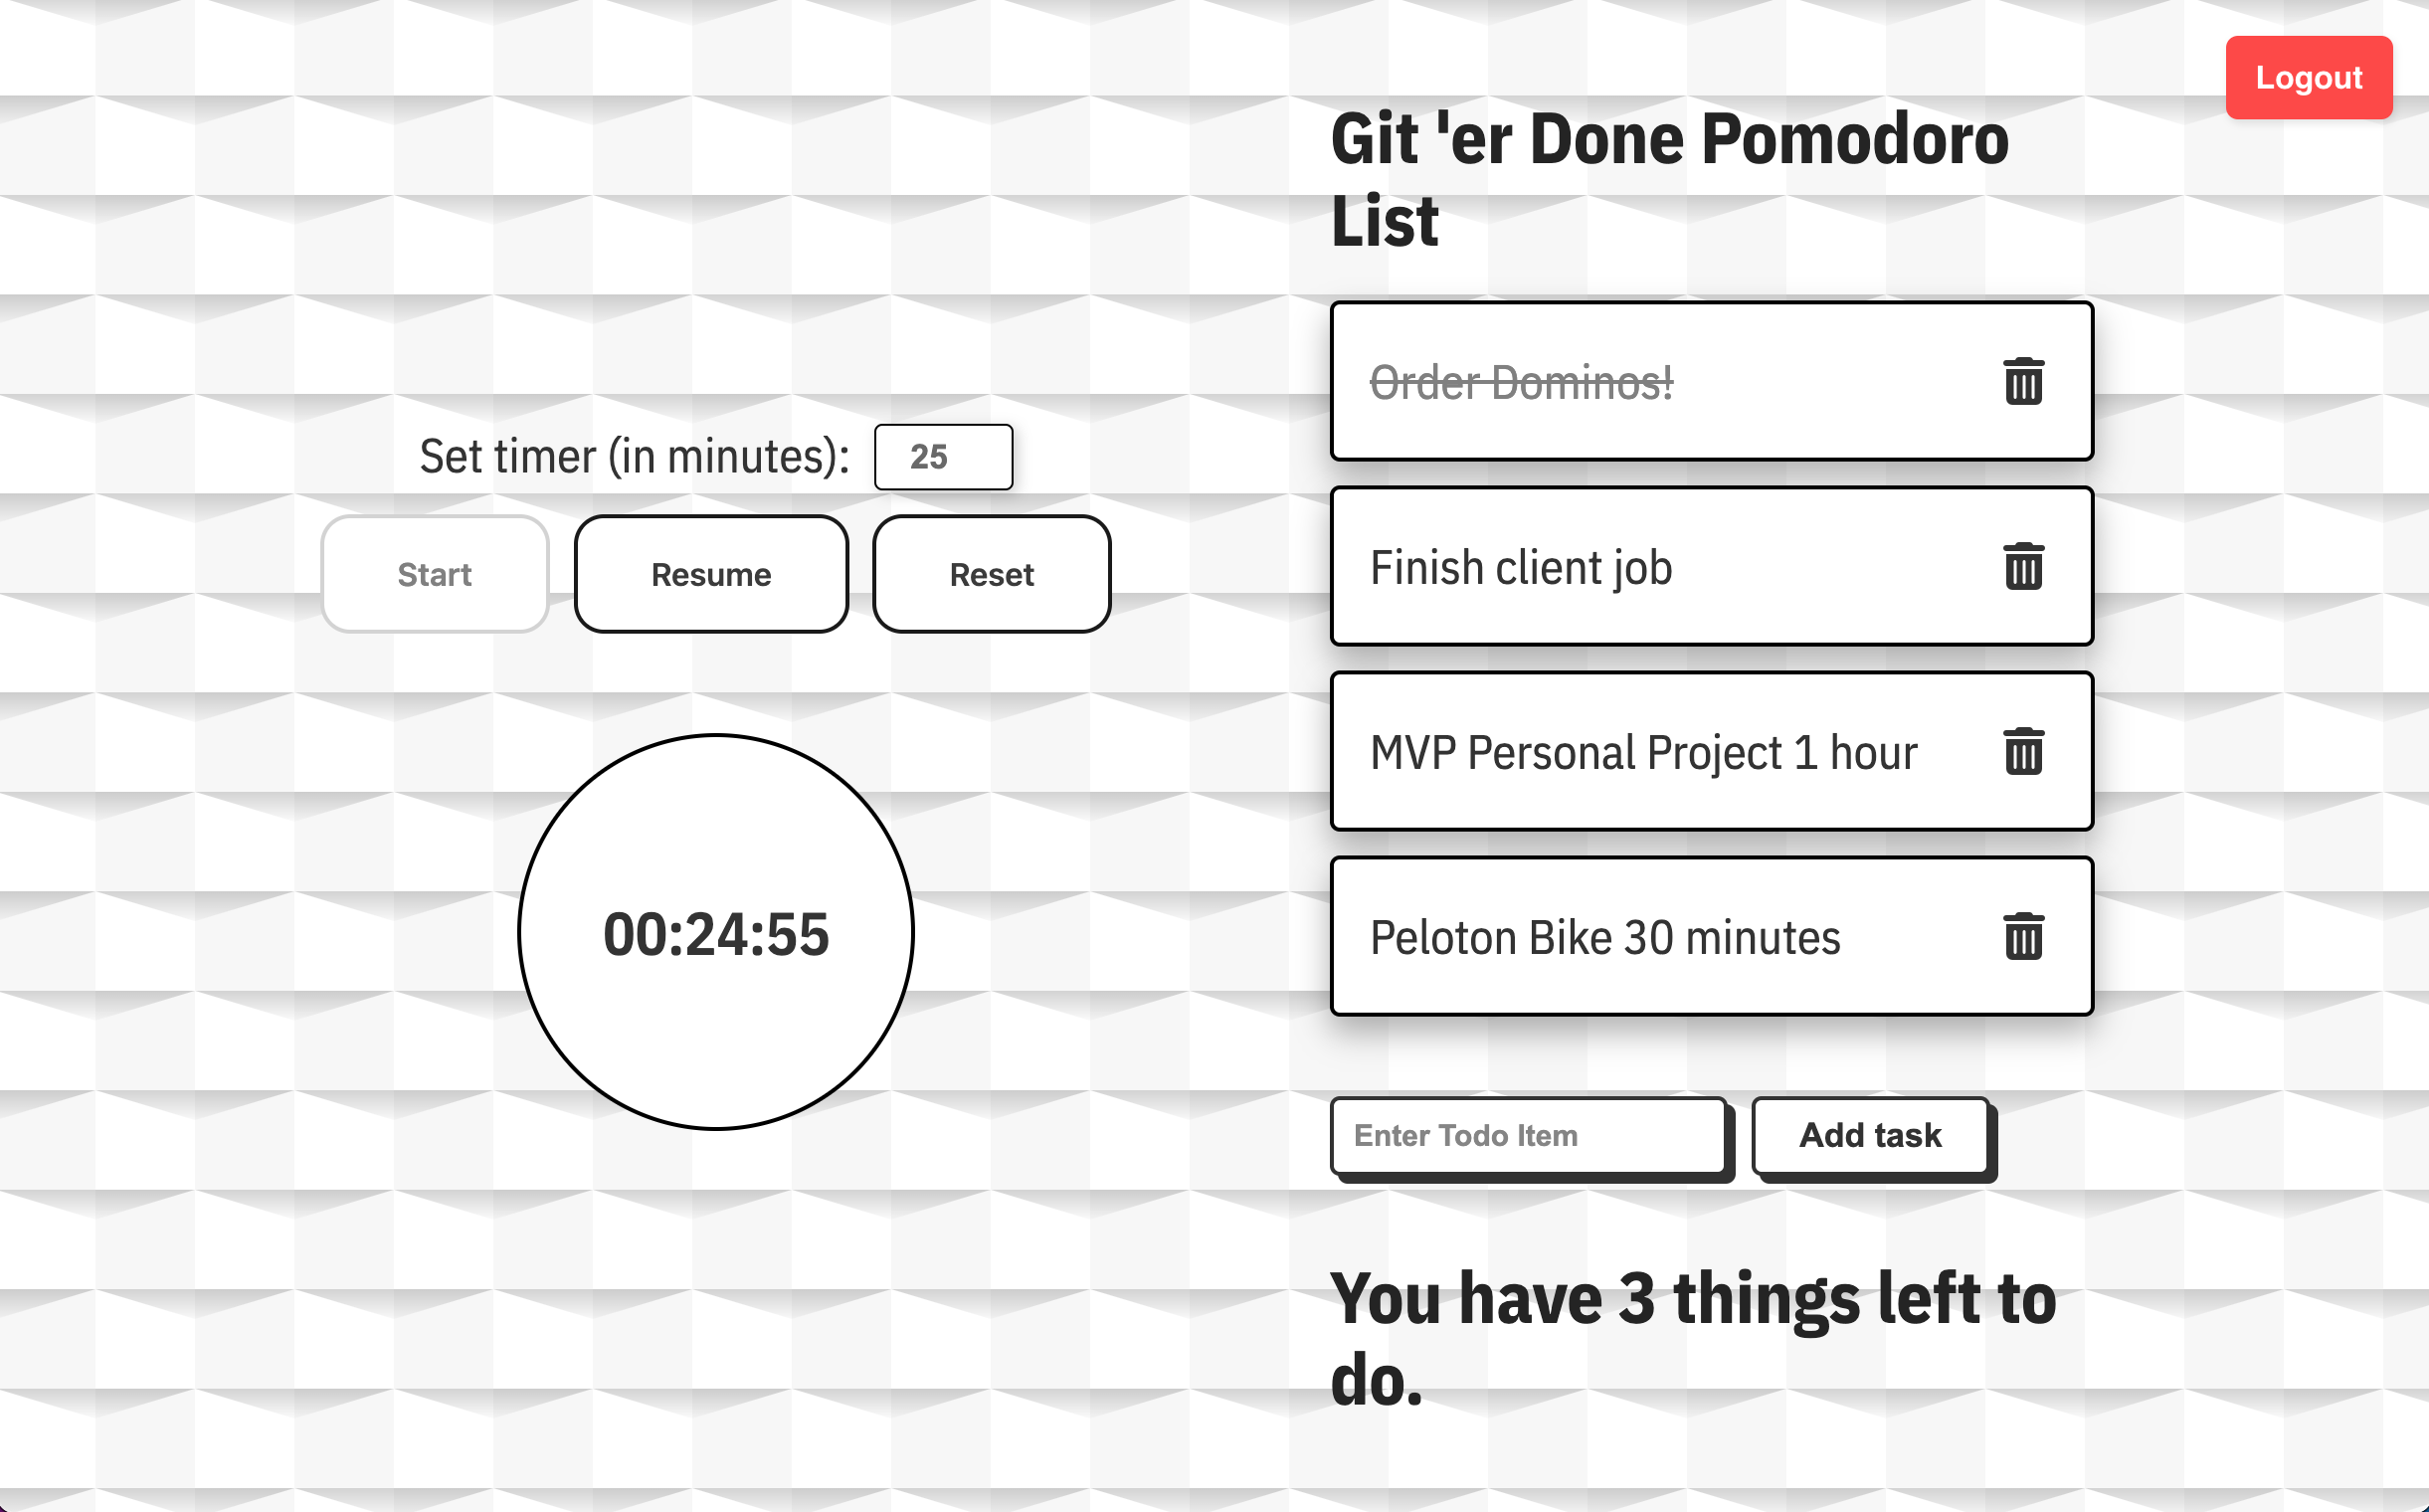 Logout
Git 'er Done Pomodoro
List
Order Dominos!
Finish client job
MVP Personal Project 1 hour
Peloton Bike 30 minutes
Enter Todo Item
Add task
You have 3 things left to
do.
Set timer (in minutes): 25
Start
Resume
Reset
00:24:55